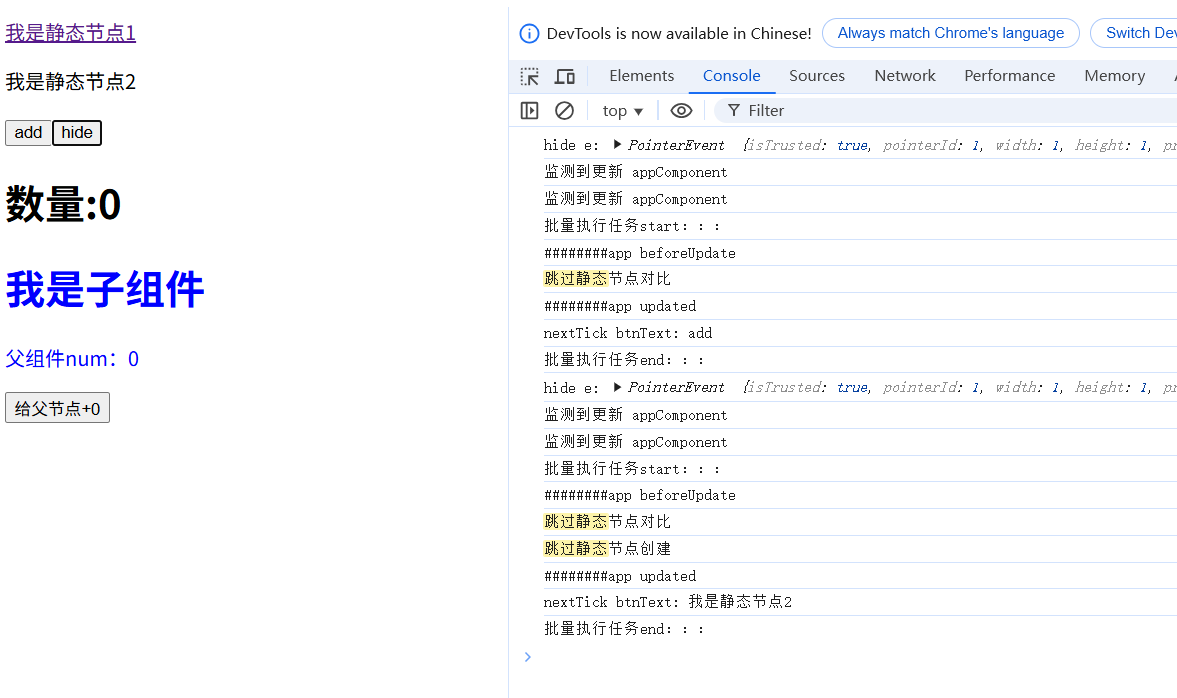 我是静态节点1
我是静态节点2
add hide
数量:0
我是子组件
父组件num：0
给父节点+0
DevTools is now available in Chinese! Always match Chrome's language Switch Dev
Elements Console Sources Network Performance Memory
top Filter
hide e: PointerEvent {isTrusted: true, pointerId: 1, width: 1, height: 1, pr
监测到更新 appComponent
监测到更新 appComponent
批量执行任务start：：：
########app beforeUpdate
跳过静态节点对比
########app updated
nextTick btnText: add
批量执行任务end：：：
hide e: PointerEvent {isTrusted: true, pointerId: 1, width: 1, height: 1, pr
监测到更新 appComponent
监测到更新 appComponent
批量执行任务start：：：
########app beforeUpdate
跳过静态节点对比
跳过静态节点创建
########app updated
nextTick btnText: 我是静态节点2
批量执行任务end：：：